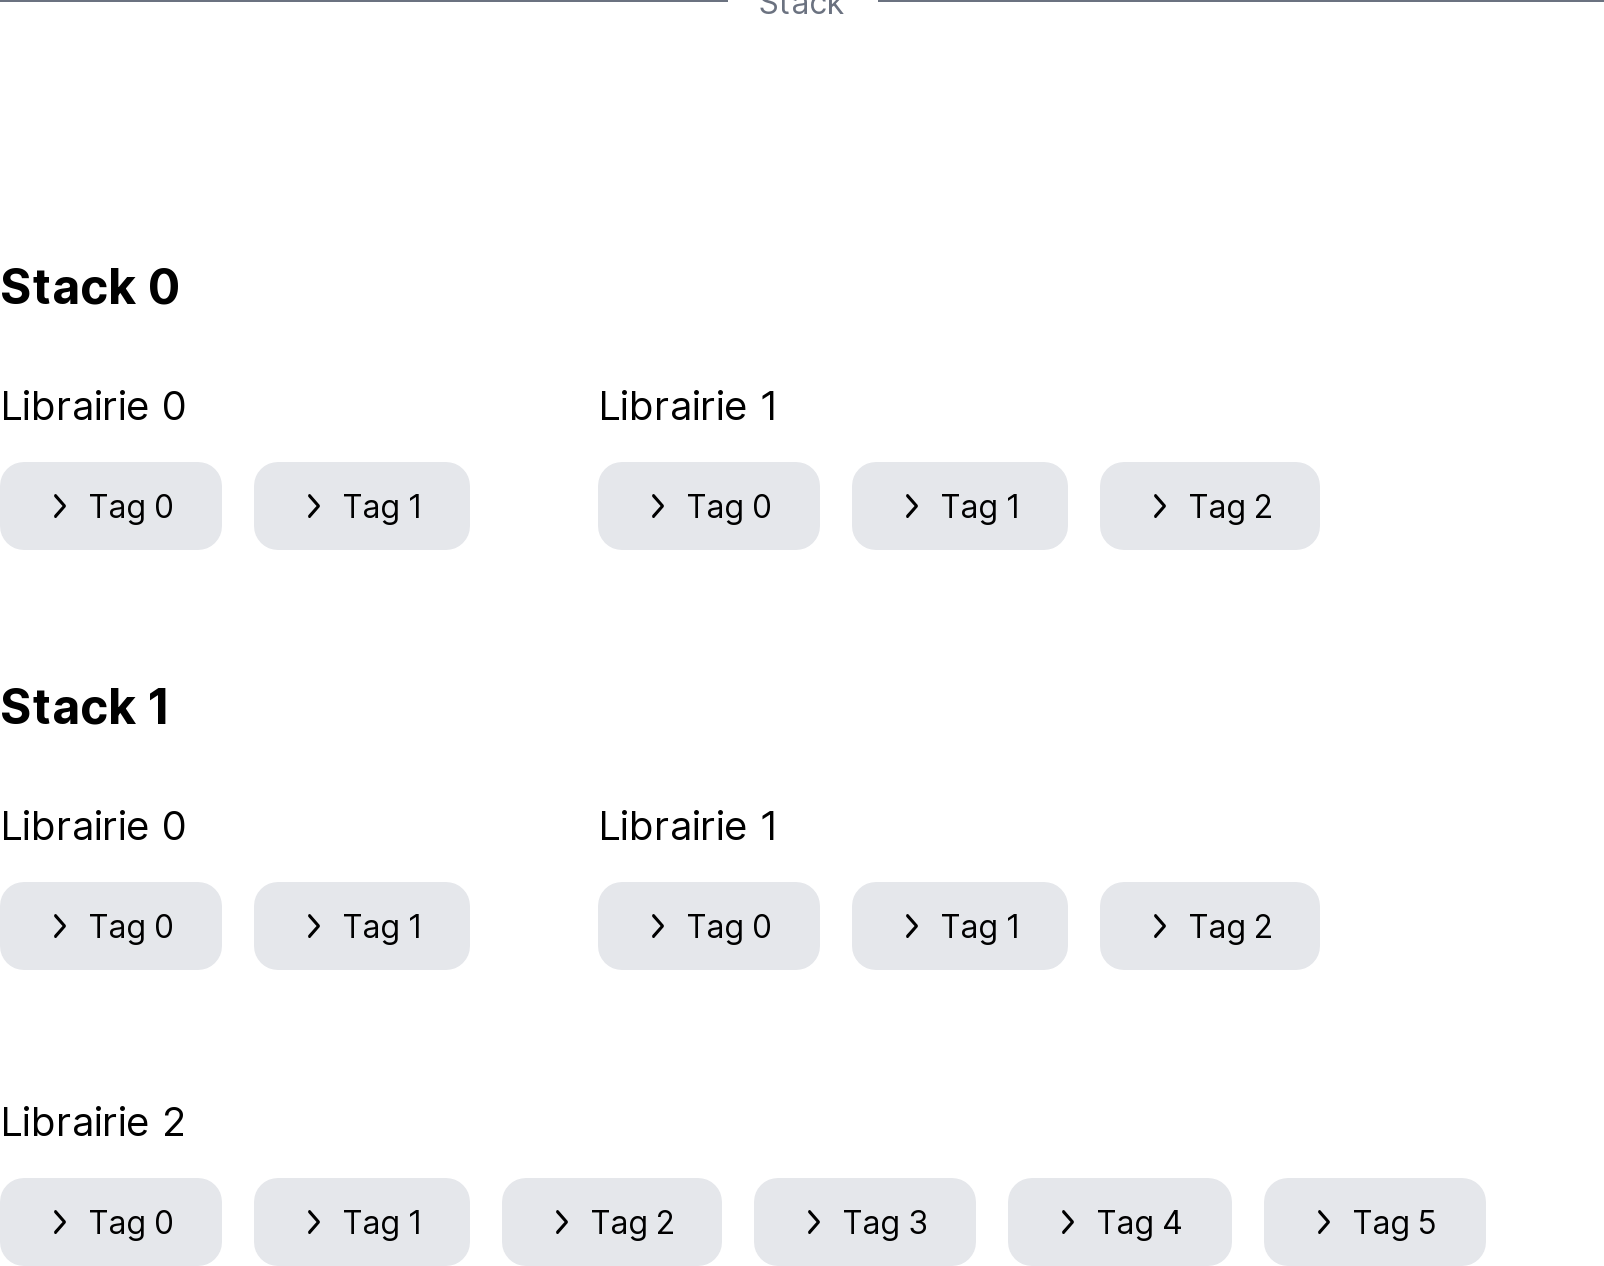 Stack
Stack 0
Librairie 0
Tag 0 Tag 1
Librairie 1
Tag 0 Tag 1 Tag 2
Stack 1
Librairie 0
Tag 0 Tag 1
Librairie 1
Tag 0 Tag 1 Tag 2
Librairie 2
Tag 0 Tag 1 Tag 2 Tag 3 Tag 4 Tag 5